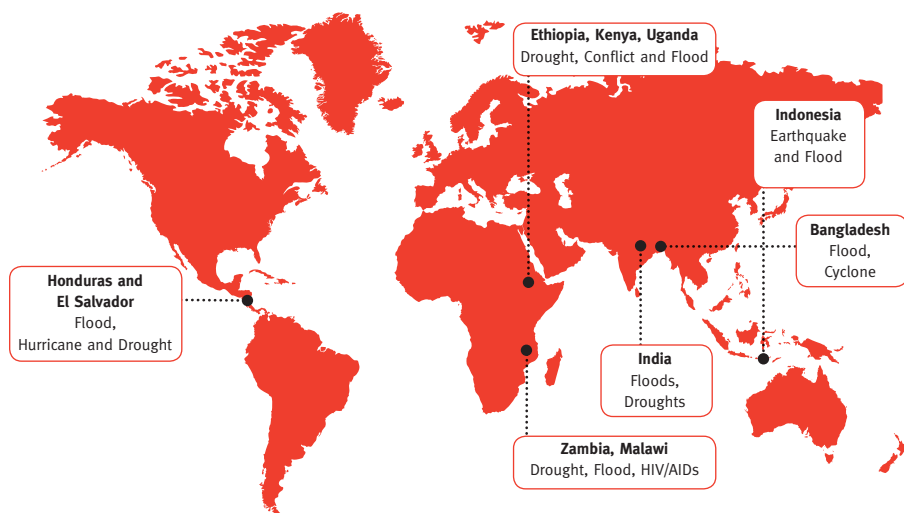 Ethiopia, Kenya, Uganda
Drought, Conflict and Flood
Indonesia
Earthquake
and Flood
Bangladesh
Flood,
Cyclone
Honduras and
El Salvador
Flood,
Hurricane and Drought
India
Floods,
Droughts
Zambia, Malawi
Drought, Flood, HIV/AIDs